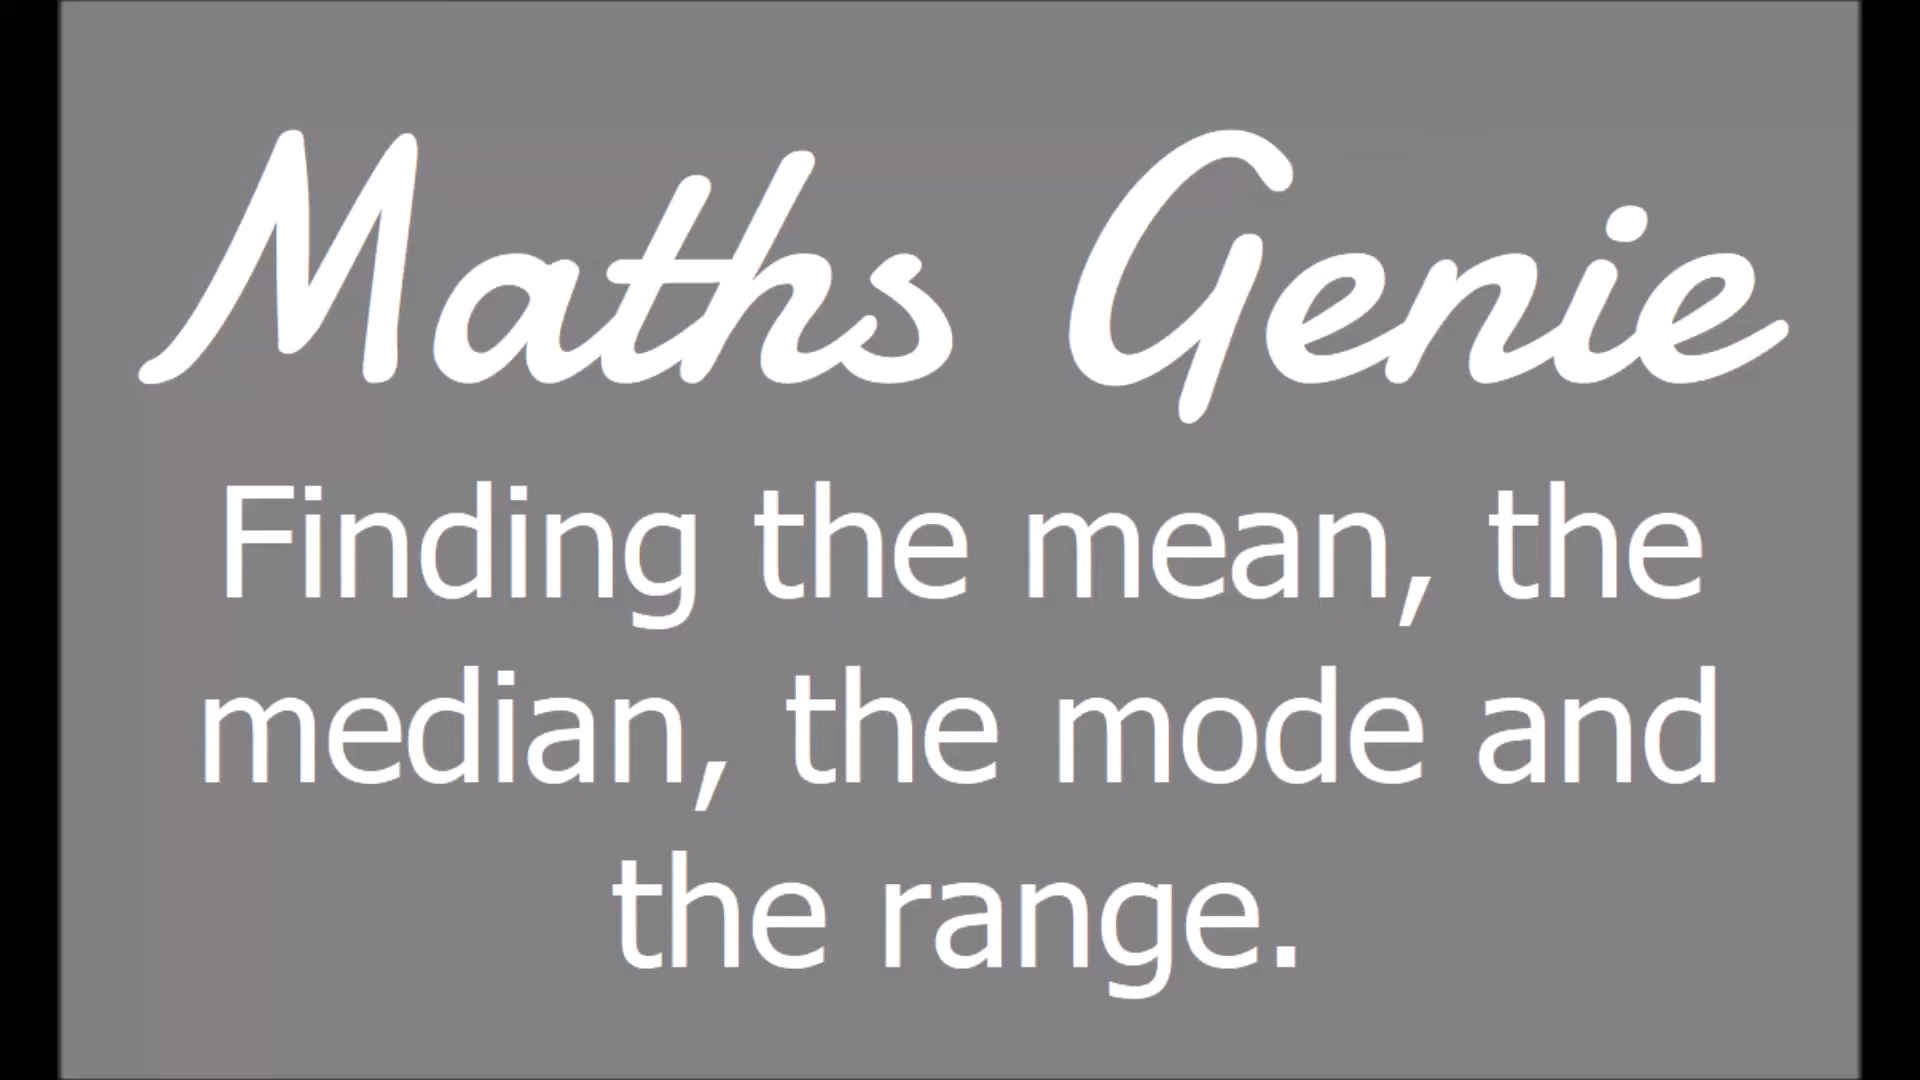 Maths Genie
Finding the mean, the
median, the mode and
the range.